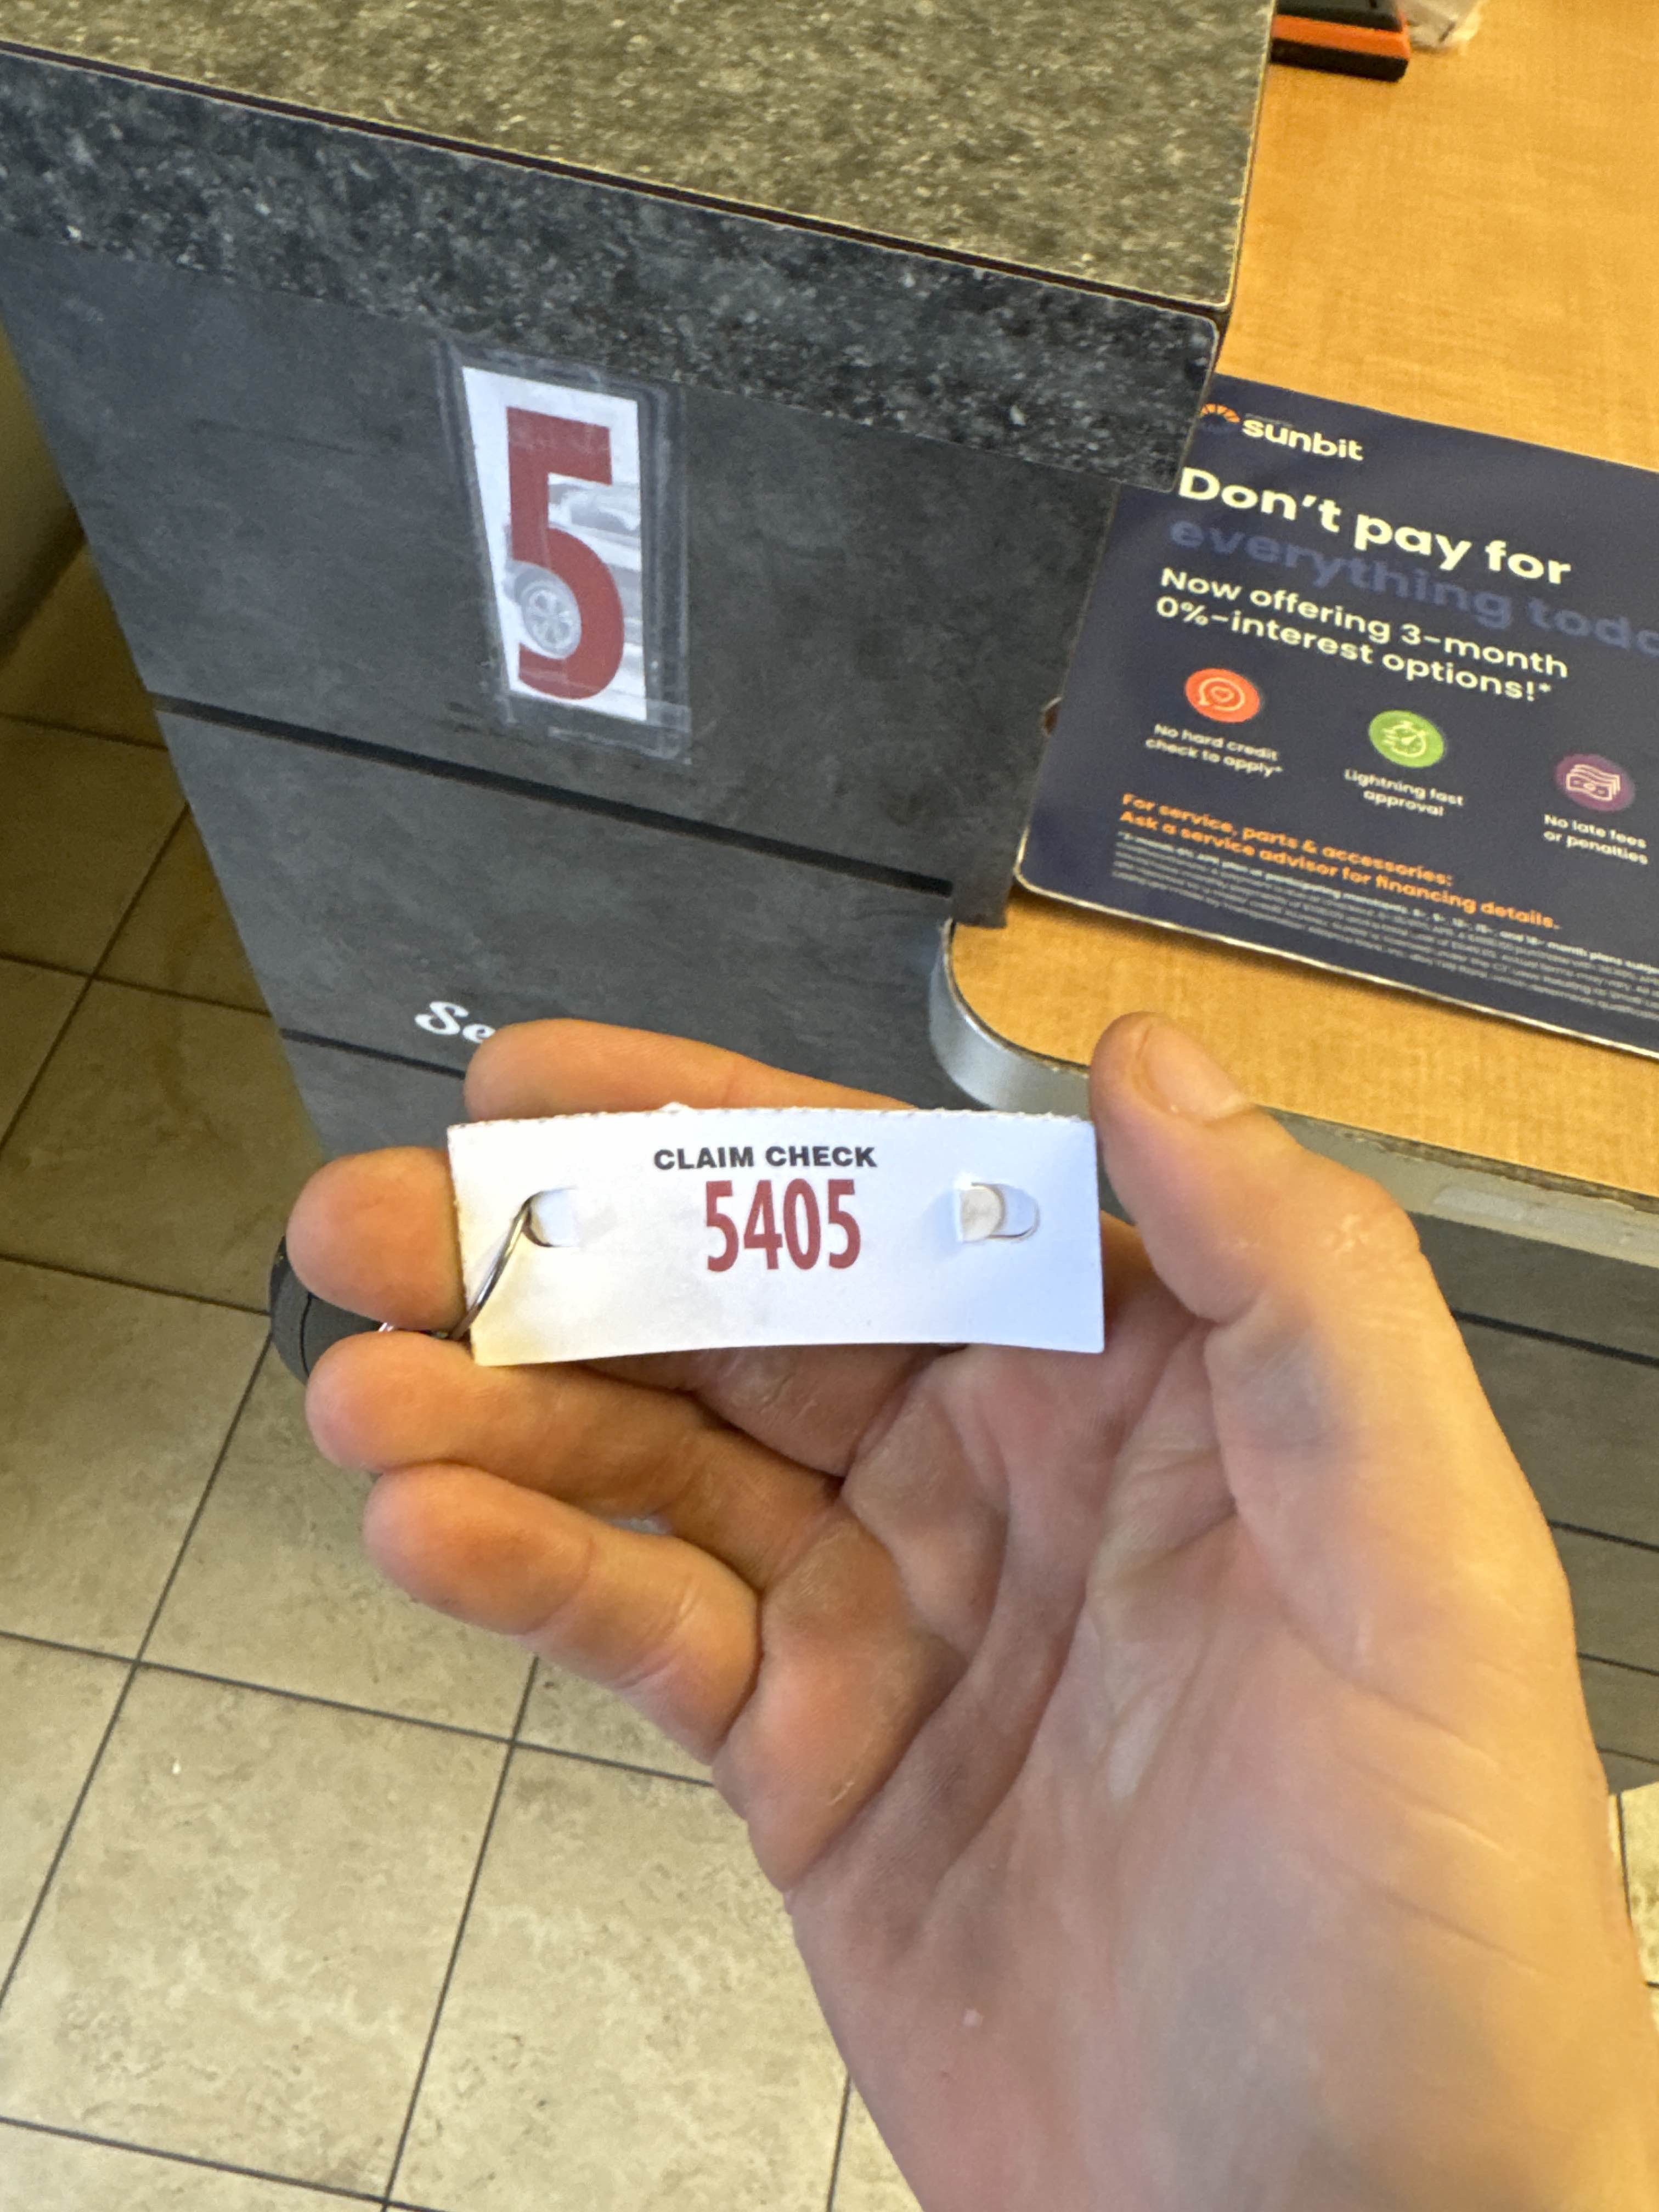 5
sunbit
Don't pay for
everything
Now offering 3-month
0%-interest options!*
No hard credit
check to apply*
Lightning fast
approval
No late fees
or penalties
For service, parts & accessories:
Ask a service advisor for financing details.
Se
CLAIM CHECK
5405